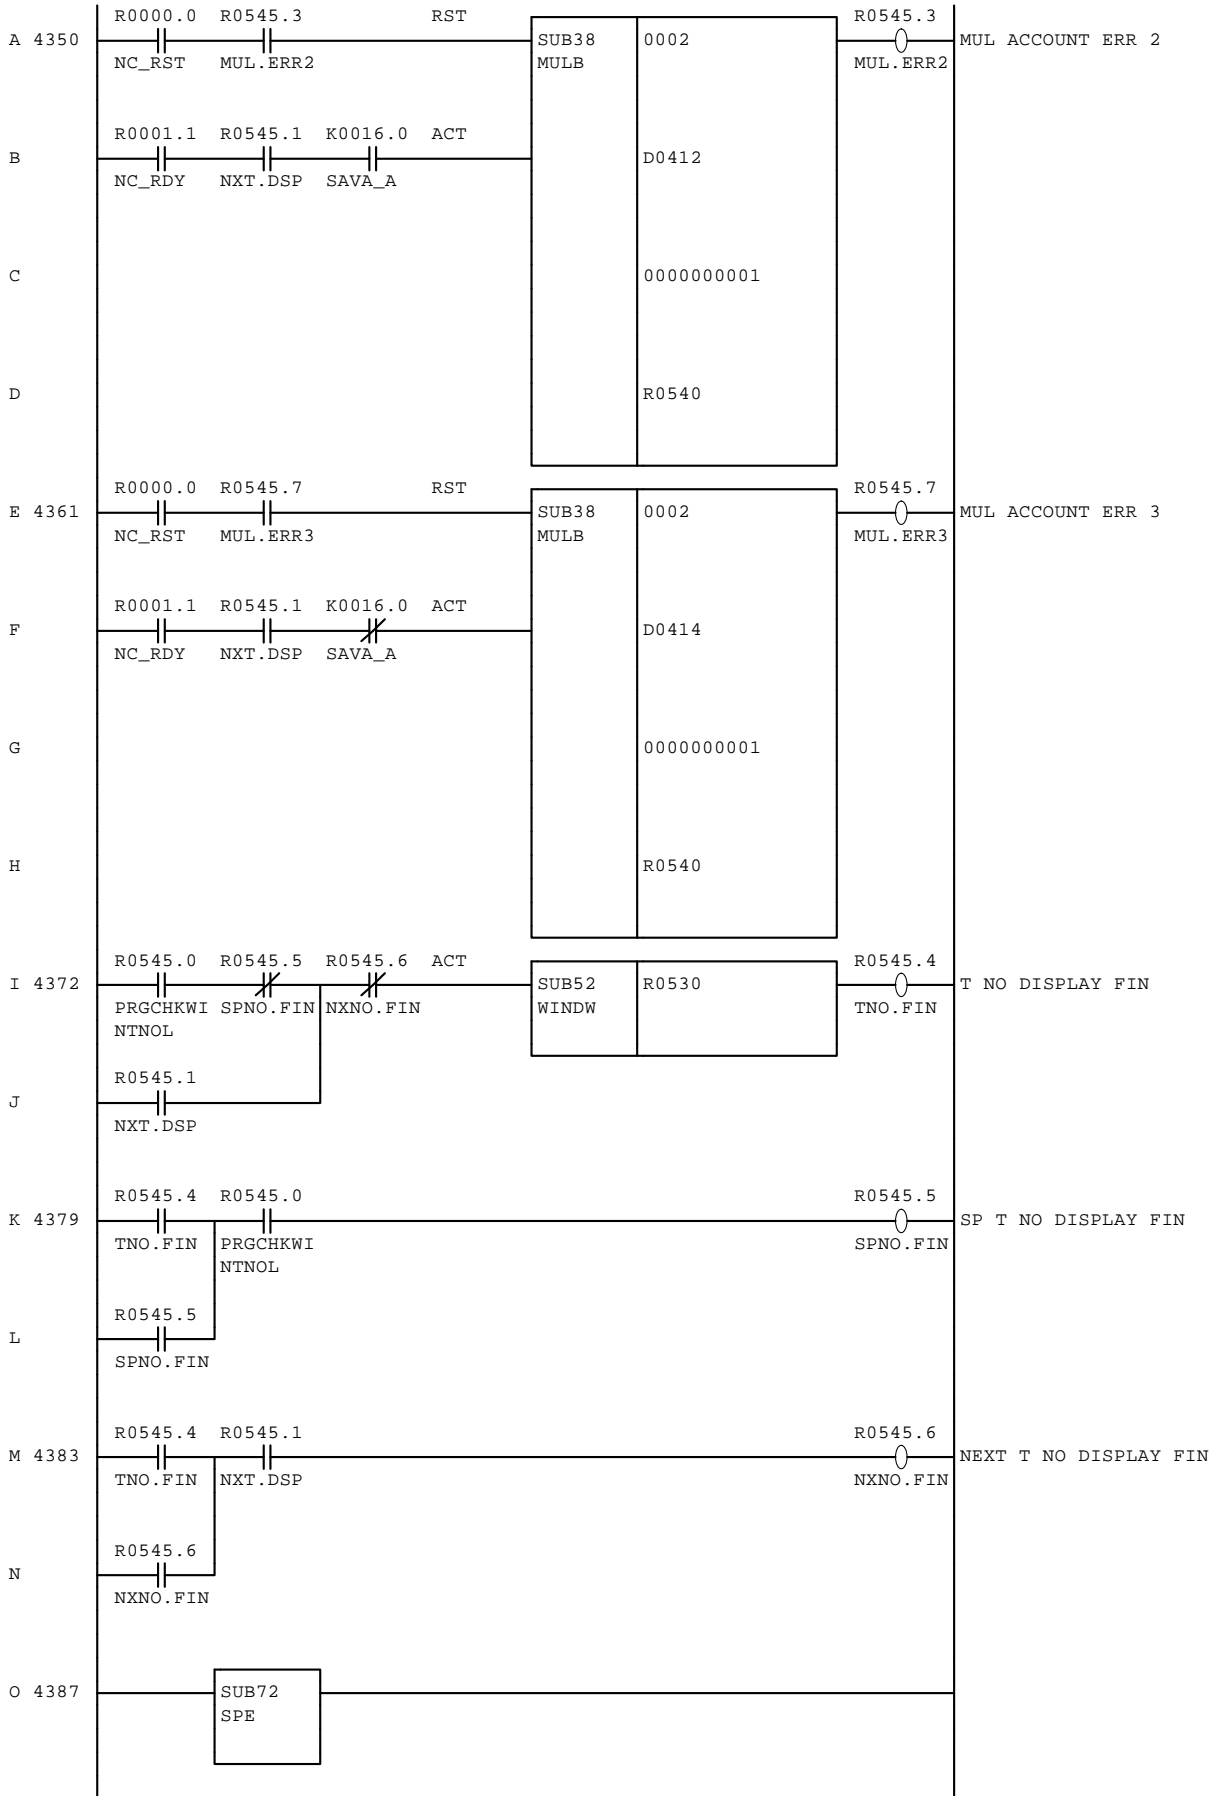 R0000.0 R0545.3 RST R0545.3
A 4350 SUB38 0002 MUL ACCOUNT ERR 2
NC_RST MUL.ERR2 MULB MUL.ERR2
R0001.1 R0545.1 K0016.0 ACT
B D0412
NC_RDY NXT.DSP SAVA_A
C 0000000001
D R0540
R0000.0 R0545.7 RST R0545.7
E 4361 SUB38 0002 MUL ACCOUNT ERR 3
NC_RST MUL.ERR3 MULB MUL.ERR3
R0001.1 R0545.1 K0016.0 ACT
F D0414
NC_RDY NXT.DSP SAVA_A
G 0000000001
H R0540
R0545.0 R0545.5 R0545.6 ACT R0545.4
I 4372 SUB52 R0530 T NO DISPLAY FIN
PRGCHKWI SPNO.FIN NXNO.FIN WINDW TNO.FIN
NTNOL
R0545.1
J
NXT.DSP
R0545.4 R0545.0 R0545.5
K 4379 SP T NO DISPLAY FIN
TNO.FIN PRGCHKWI SPNO.FIN
NTNOL
R0545.5
L
SPNO.FIN
R0545.4 R0545.1 R0545.6
M 4383 NEXT T NO DISPLAY FIN
TNO.FIN NXT.DSP NXNO.FIN
R0545.6
N
NXNO.FIN
O 4387 SUB72
SPE